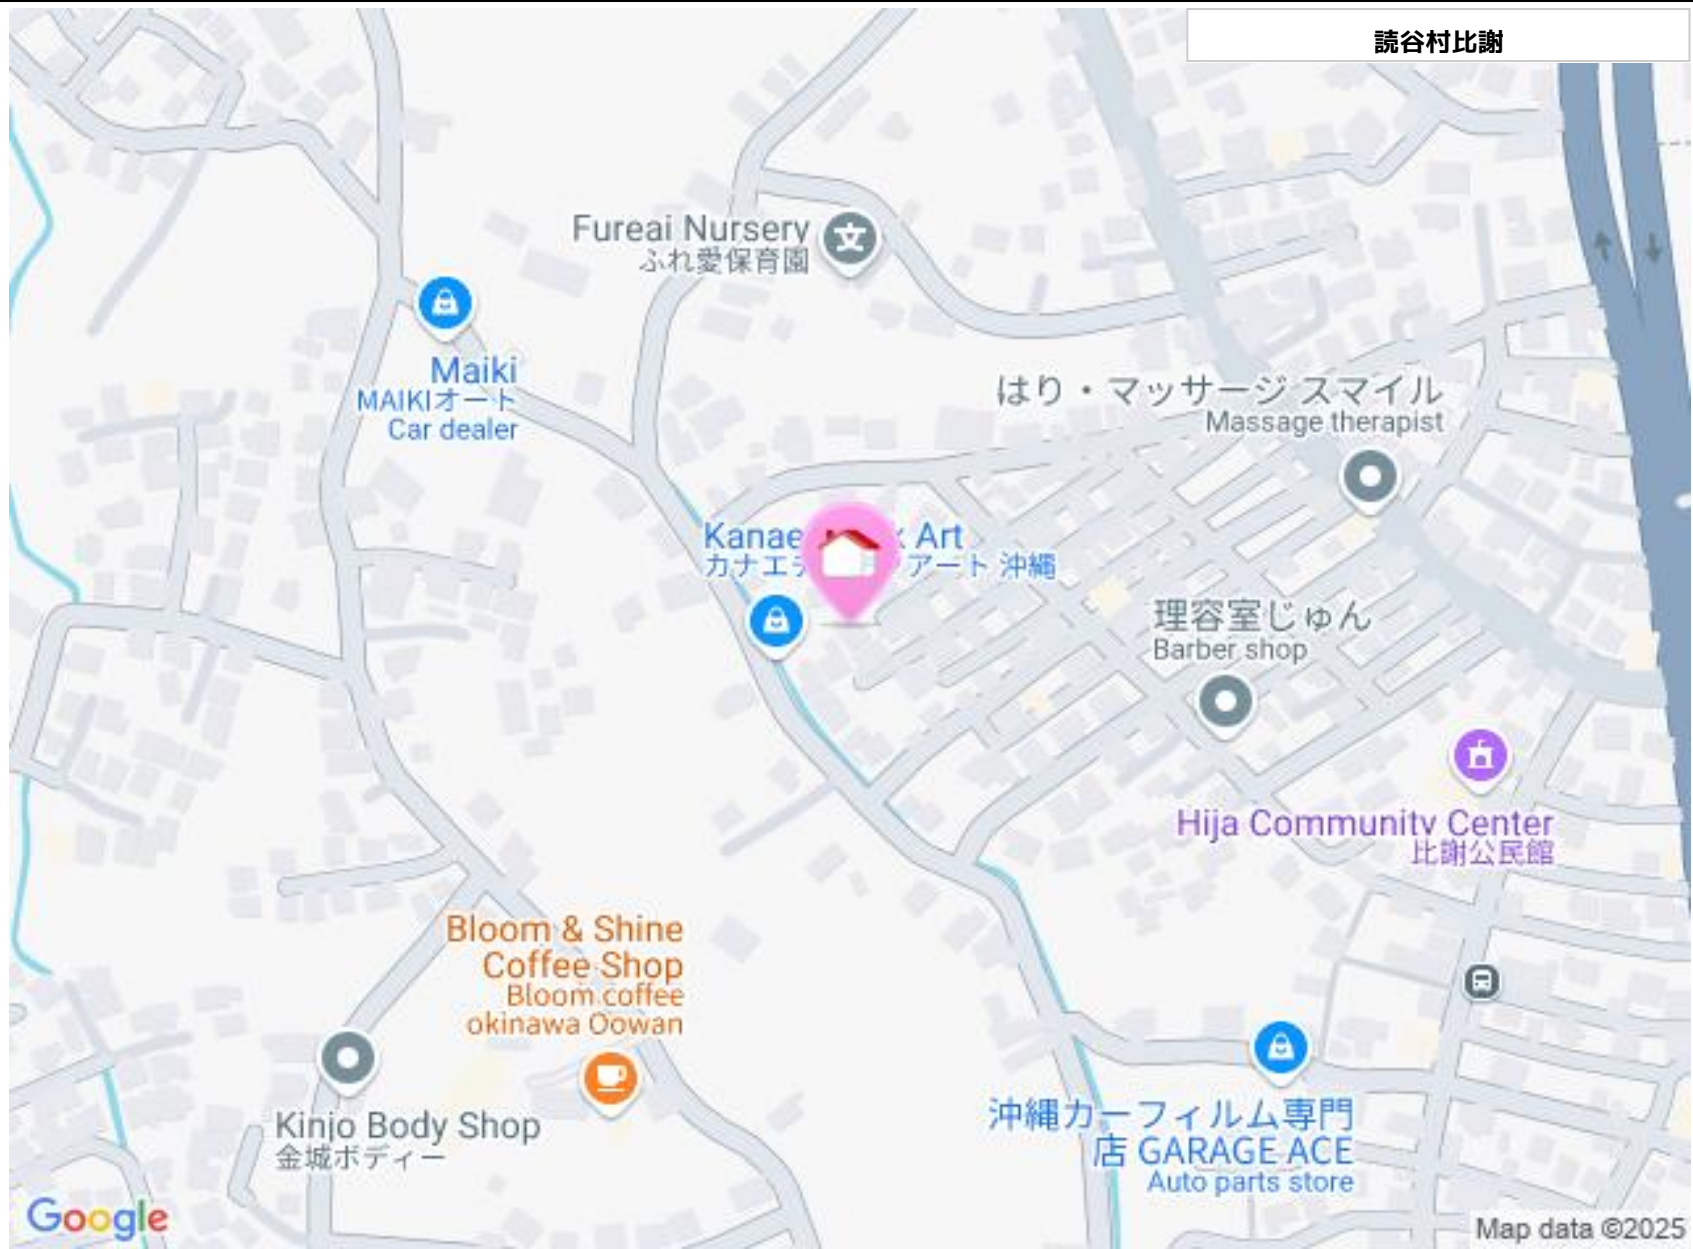 読谷村比謝
Fureai Nursery
ふれ愛保育園
Maiki
MAIKIオート
Car dealer
はり・マッサージ スマイル
Massage therapist
Kanae Art
カナエ アート 沖縄
理容室じゅん
Barber shop
Hija Community Center
比謝公民館
Bloom & Shine
Coffee Shop
Bloom coffee
okinawa Oowan
Kinjo Body Shop
金城ボディー
沖縄カーフィルム専門
店 GARAGE ACE
Auto parts store
Google
Map data ©2025